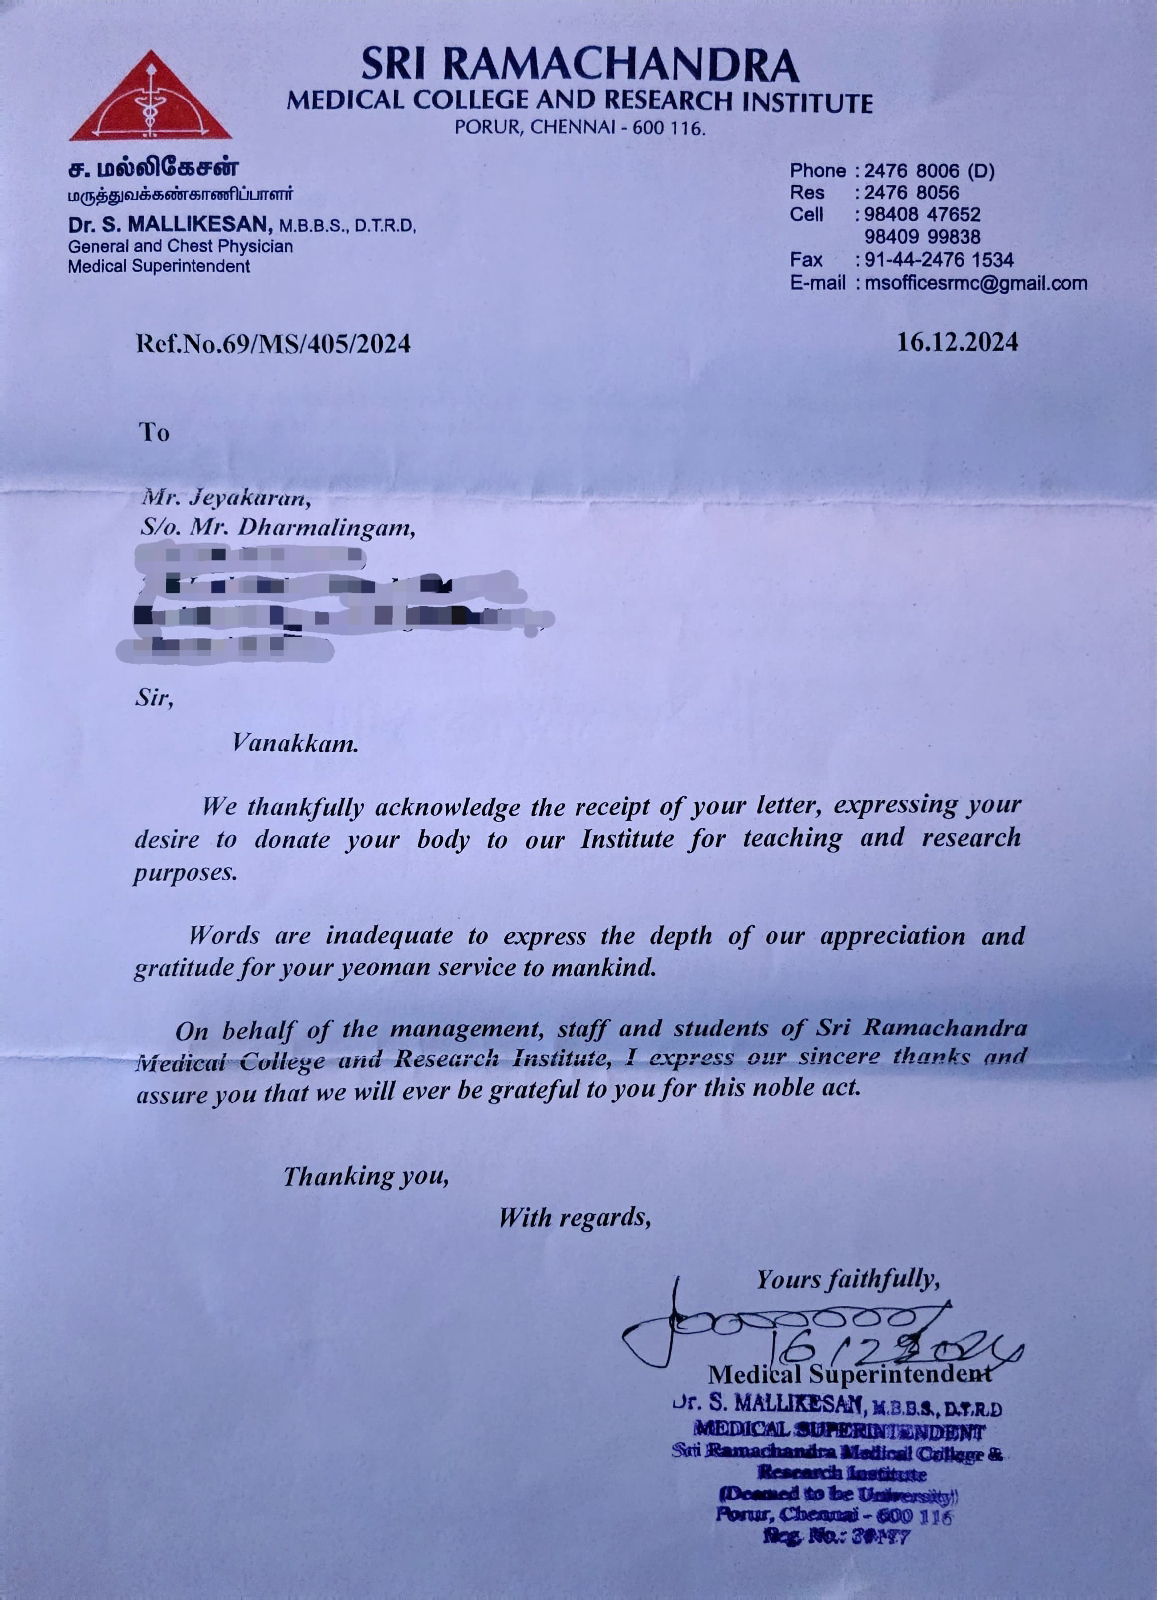 SRI RAMACHANDRA
MEDICAL COLLEGE AND RESEARCH INSTITUTE
PORUR, CHENNAI - 600 116.
ச. மல்லிகேசன்
மருத்துவக்கண்காணிப்பாளர்
Dr. S. MALLIKESAN, M.B.B.S., D.T.R.D,
General and Chest Physician
Medical Superintendent
Phone : 2476 8006 (D)
Res : 2476 8056
Cell : 98408 47652
98409 99838
Fax : 91-44-2476 1534
E-mail : msofficesrmc@gmail.com
Ref.No.69/MS/405/2024
16.12.2024
To
Mr. Jeyakaran,
S/o. Mr. Dharmalingam,
Sir,
Vanakkam.
We thankfully acknowledge the receipt of your letter, expressing your
desire to donate your body to our Institute for teaching and research
purposes.
Words are inadequate to express the depth of our appreciation and
gratitude for your yeoman service to mankind.
On behalf of the management, staff and students of Sri Ramachandra
Medical College and Research Institute, I express our sincere thanks and
assure you that we will ever be grateful to you for this noble act.
Thanking you,
With regards,
Yours faithfully,
16/12/2024
Medical Superintendent
Dr. S. MALLIKESAN, M.B.B.S., D.T.R.D
MEDICAL SUPERINTENDENT
Sri Ramachandra Medical College &
Research Institute
(Deemed to be University)
Porur, Chennai - 600 116
Reg. No.: